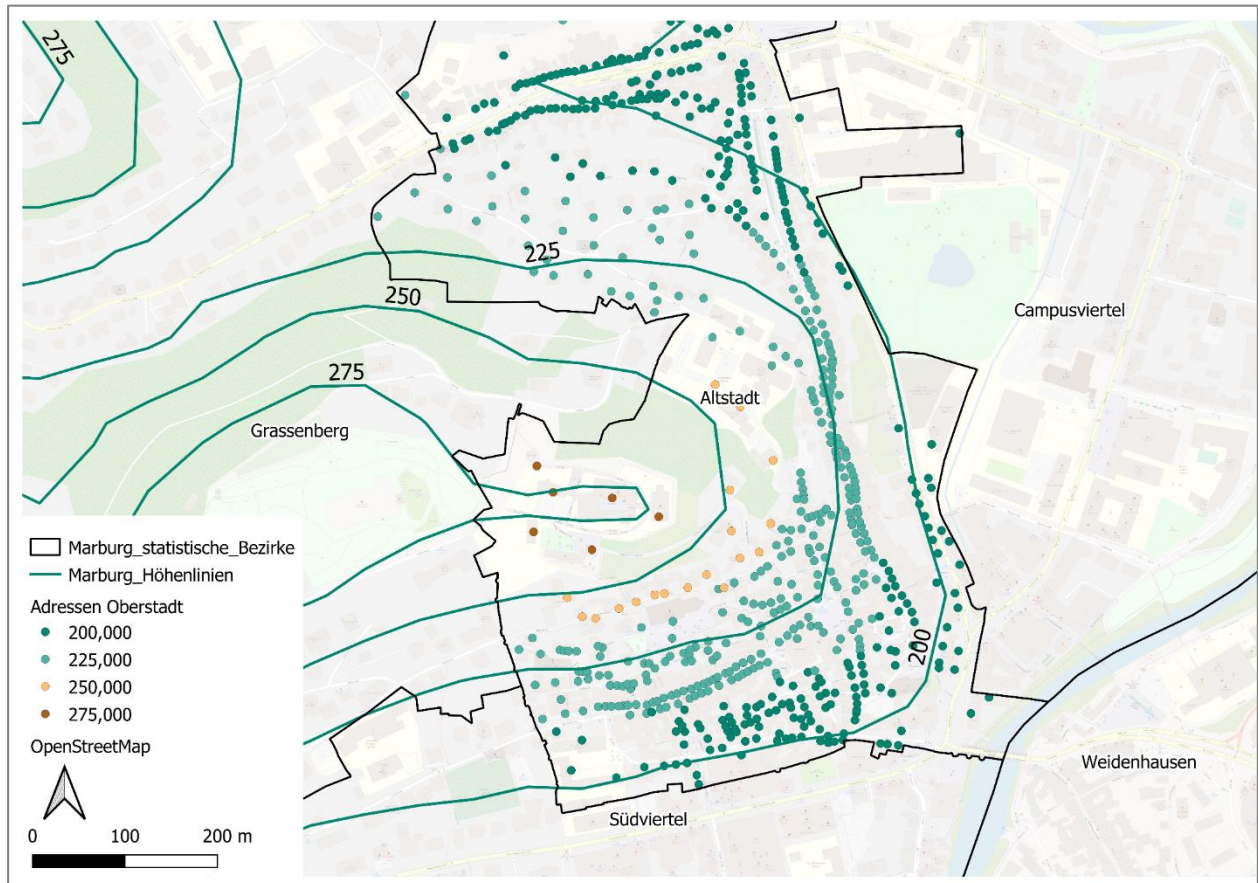 275
225
250
275
Campusviertel
Altstadt
Grassenberg
200
Weidenhausen
Südviertel
Marburg_statistische_Bezirke
Marburg_Höhenlinien
Adressen Oberstadt
200,000
225,000
250,000
275,000
OpenStreetMap
0 100 200 m